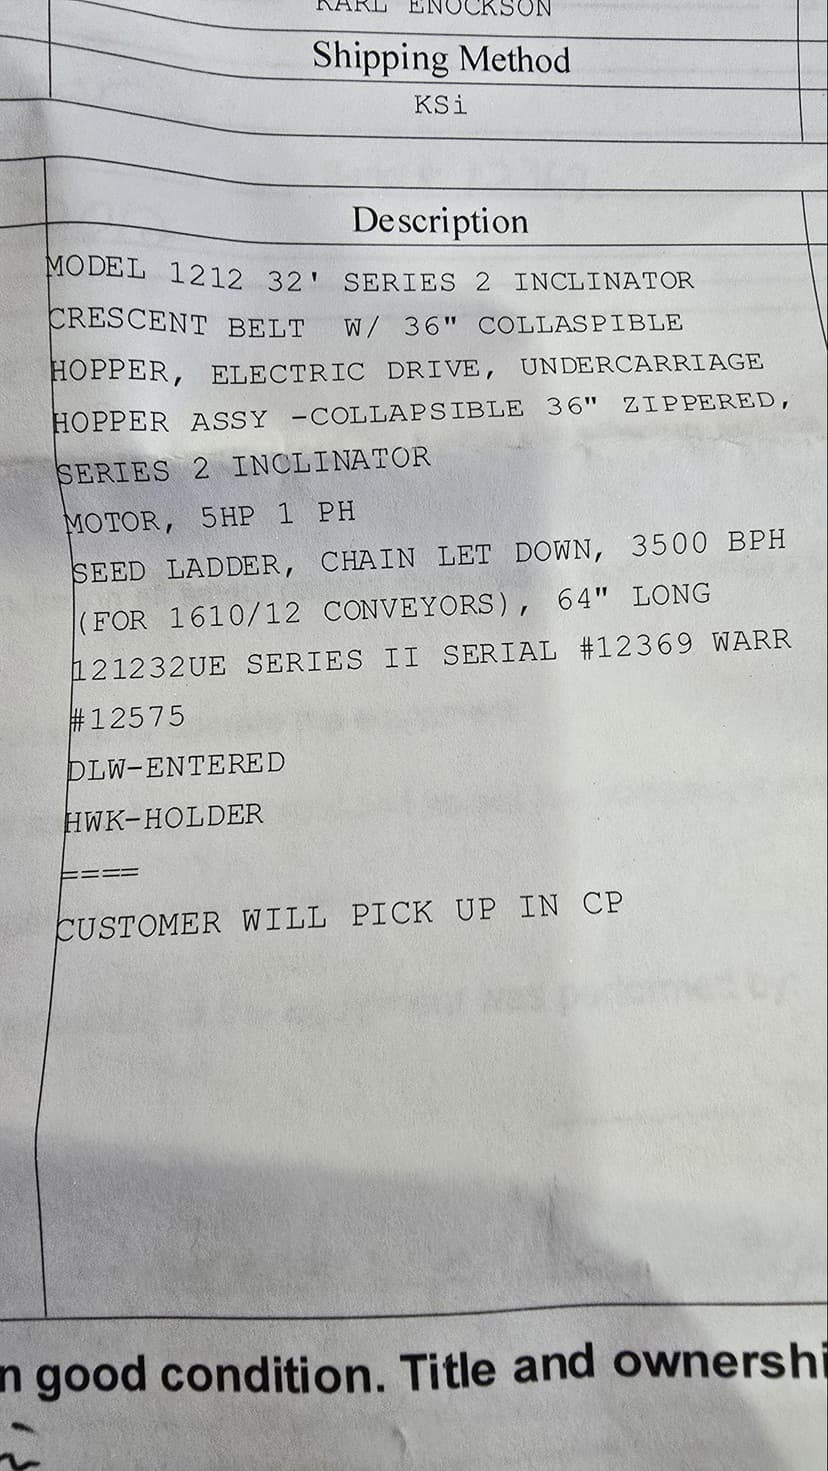 KARL ENOCKSON
Shipping Method
KSi
Description
MODEL 1212 32' SERIES 2 INCLINATOR
CRESCENT BELT W/ 36" COLLASPIBLE
HOPPER, ELECTRIC DRIVE, UNDERCARRIAGE
HOPPER ASSY -COLLAPSIBLE 36" ZIPPERED,
SERIES 2 INCLINATOR
MOTOR, 5HP 1 PH
SEED LADDER, CHAIN LET DOWN, 3500 BPH
(FOR 1610/12 CONVEYORS), 64" LONG
121232UE SERIES II SERIAL #12369 WARR
#12575
DLW-ENTERED
HWK-HOLDER
====
CUSTOMER WILL PICK UP IN CP
n good condition. Title and ownershi